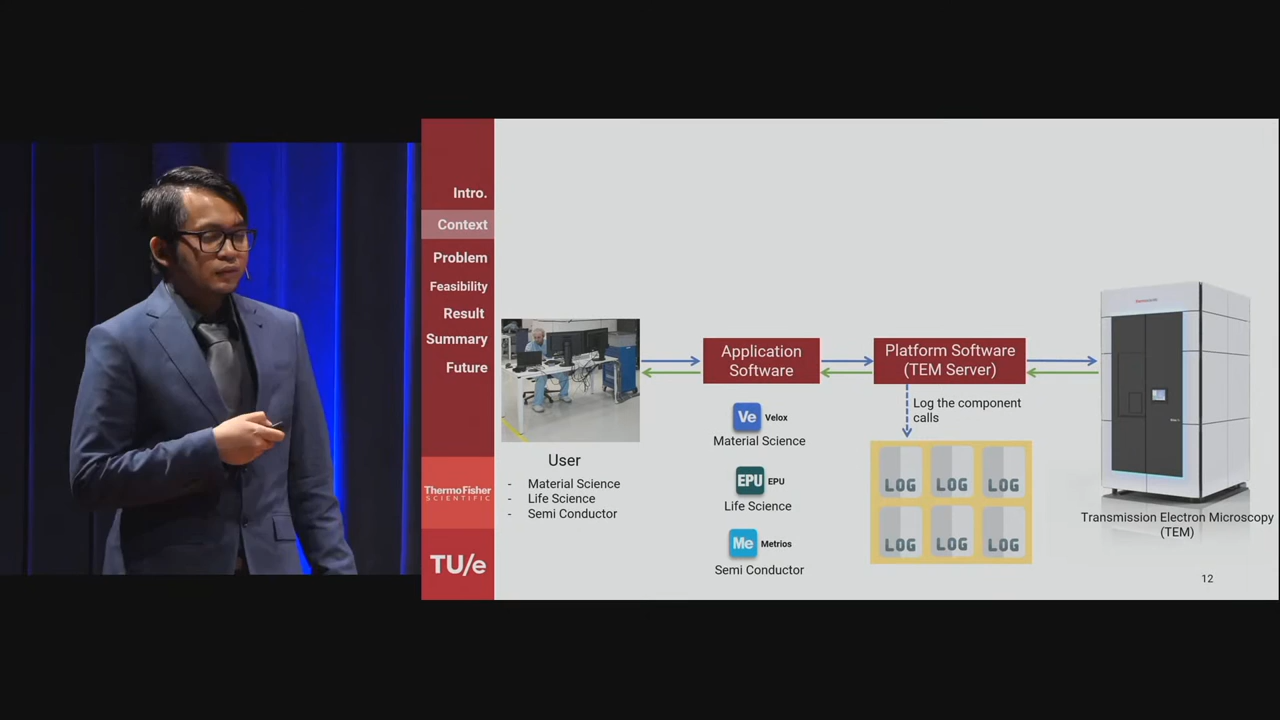 Intro.
Context
Problem
Feasibility
Result
Summary
Future
ThermoFisher
SCIENTIFIC
TU/e
User
- Material Science
- Life Science
- Semi Conductor
Application
Software
Ve Velox
Material Science
EPU EPU
Life Science
Me Metrios
Semi Conductor
Platform Software
(TEM Server)
Log the component
calls
LOG LOG LOG
LOG LOG LOG
Transmission Electron Microscopy
(TEM)
12